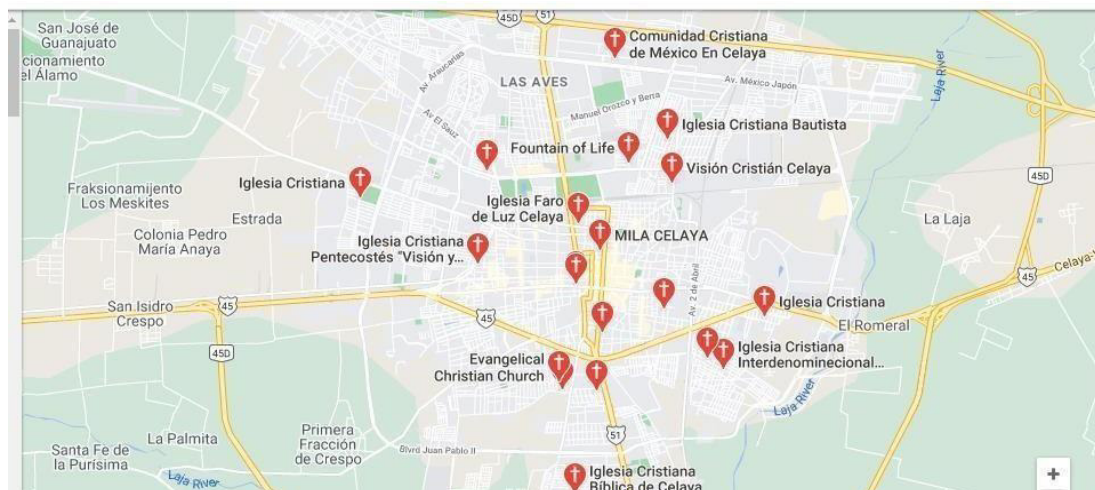 45D
51
San José de
Guanajuato
cionamiento
el Álamo
Comunidad Cristiana
de México En Celaya
Av. Araucarias
LAS AVES
Av. México Japón
Laja River
Manuel Orozco y Berra
Av. El Sauz
Iglesia Cristiana Bautista
Fountain of Life
Visión Cristián Celaya
Iglesia Cristiana
45D
Fraksionamijento
Los Meskites
Estrada
Iglesia Faro
de Luz Celaya
La Laja
Colonia Pedro
María Anaya
MILA CELAYA
Iglesia Cristiana
Pentecostés "Visión y...
Celaya-
45
Av. 2 de Abril
San Isidro
Crespo
45
45
Iglesia Cristiana
El Romeral
45D
Iglesia Cristiana
Interdenominecional...
Evangelical
Christian Church
Laja River
La Palmita
Primera
Fracción
de Crespo
51
Santa Fe de
la Purísima
Blvrd Juan Pablo II
Laja River
Iglesia Cristiana
Bíblica de Celaya
+